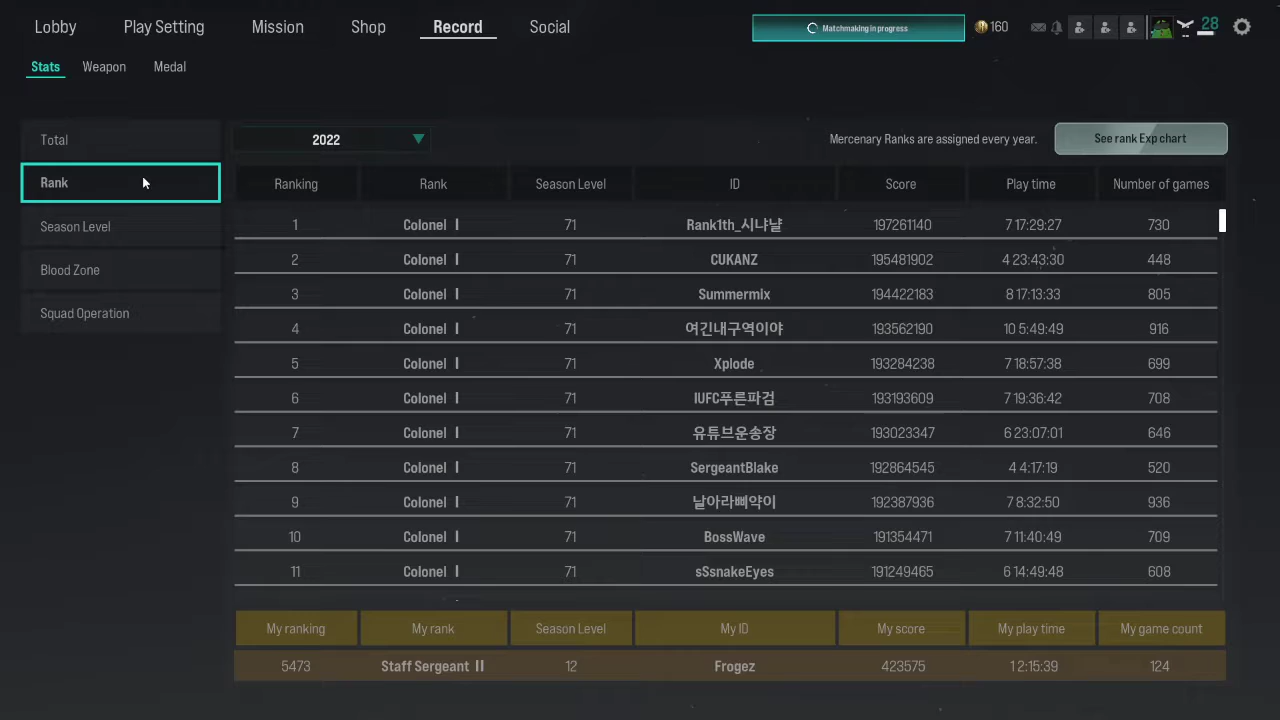 Lobby Play Setting Mission Shop Record Social Matchmaking in progress 160 28
Stats Weapon Medal
Total
Rank
Season Level
Blood Zone
Squad Operation
2022 Mercenary Ranks are assigned every year. See rank Exp chart
Ranking Rank Season Level ID Score Play time Number of games
1 Colonel I 71 Rank1th_시냐냘 197261140 7 17:29:27 730
2 Colonel I 71 CUKANZ 195481902 4 23:43:30 448
3 Colonel I 71 Summermix 194422183 8 17:13:33 805
4 Colonel I 71 여긴내구역이야 193562190 10 5:49:49 916
5 Colonel I 71 Xplode 193284238 7 18:57:38 699
6 Colonel I 71 IUFC푸른파검 193193609 7 19:36:42 708
7 Colonel I 71 유튜브운송장 193023347 6 23:07:01 646
8 Colonel I 71 SergeantBlake 192864545 4 4:17:19 520
9 Colonel I 71 날아라삐약이 192387936 7 8:32:50 936
10 Colonel I 71 BossWave 191354471 7 11:40:49 709
11 Colonel I 71 sSsnakeEyes 191249465 6 14:49:48 608
My ranking My rank Season Level My ID My score My play time My game count
5473 Staff Sergeant II 12 Frogez 423575 1 2:15:39 124